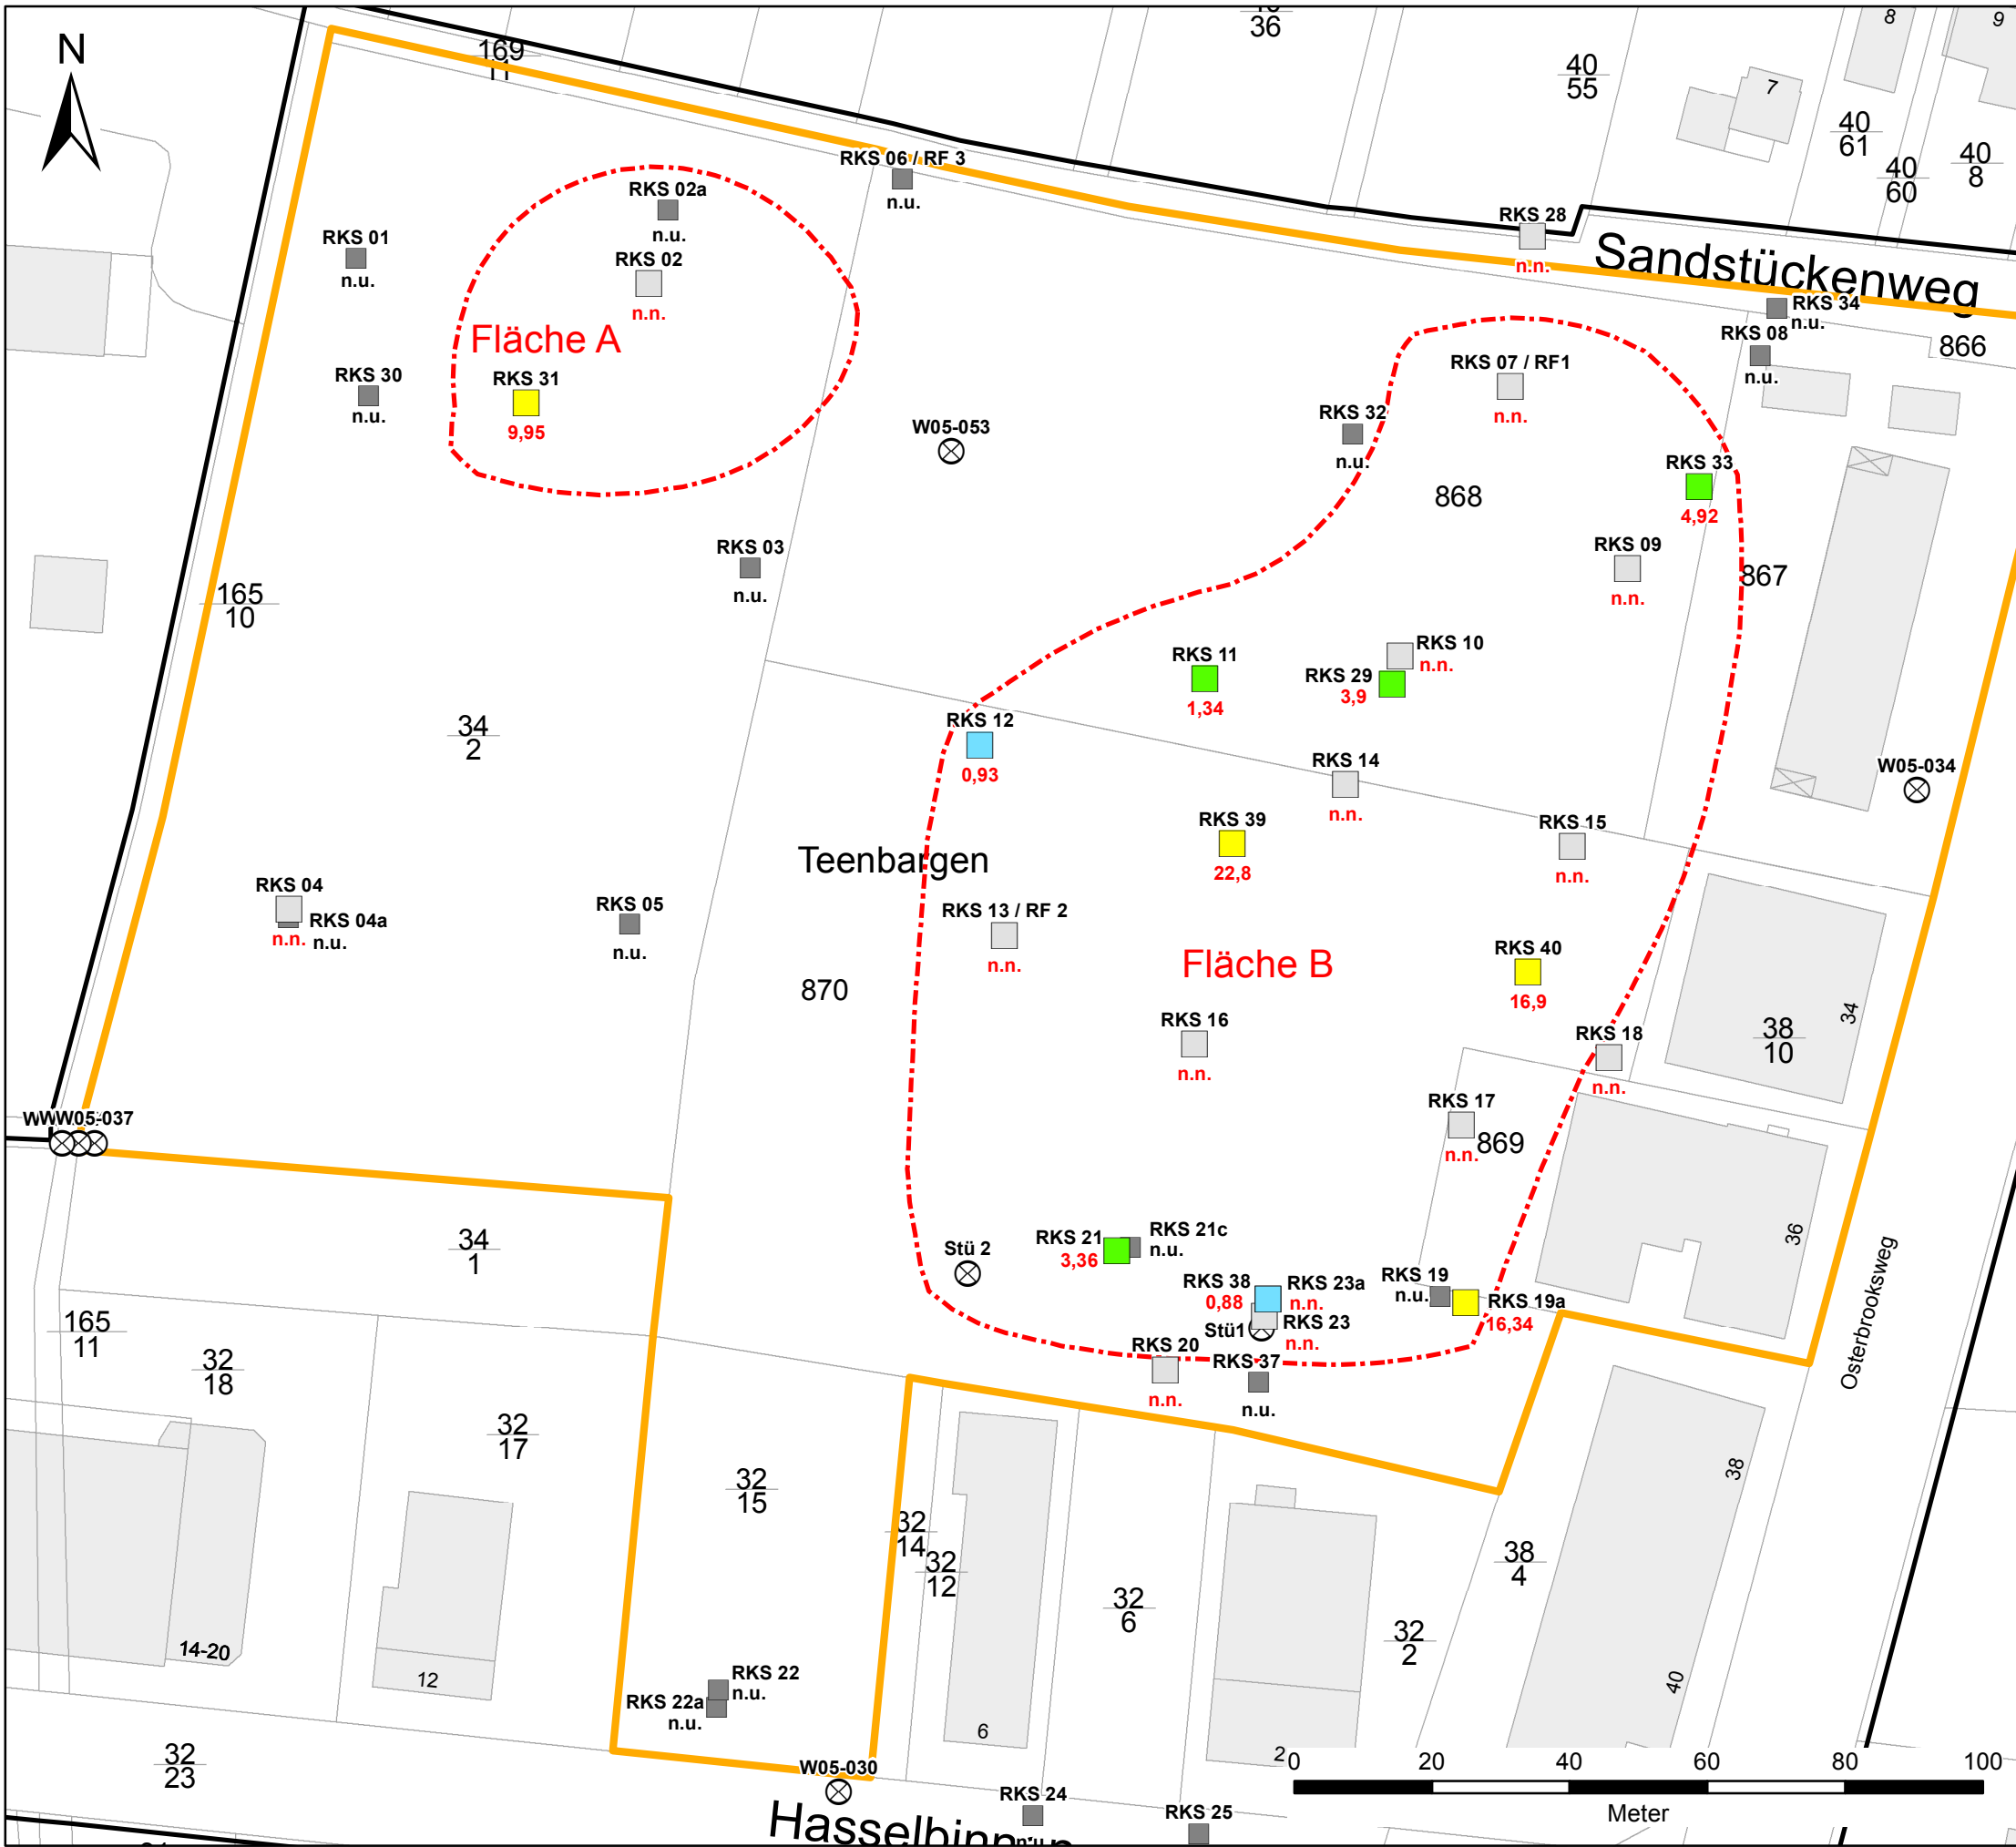 N
169
11
36
40
55
7
8
9
40
61
40
60
40
8
RKS 06 / RF 3
n.u.
RKS 02a
n.u.
RKS 01
n.u.
RKS 02
n.n.
RKS 28
n.n.
Sandstückenweg
RKS 34
n.u.
RKS 08
n.u.
866
Fläche A
RKS 30
n.u.
RKS 31
9,95
W05-053
RKS 07 / RF1
n.n.
RKS 32
n.u.
868
RKS 33
4,92
RKS 03
n.u.
RKS 09
n.n.
867
165
10
RKS 11
1,34
RKS 10
n.n.
RKS 29
3,9
34
2
RKS 12
0,93
RKS 14
n.n.
W05-034
RKS 39
22,8
RKS 15
n.n.
Teenbargen
RKS 04
n.n.
RKS 04a
n.u.
RKS 05
n.u.
RKS 13 / RF 2
n.n.
Fläche B
RKS 40
16,9
870
RKS 16
n.n.
RKS 18
n.n.
38
10
34
W05-037
RKS 17
n.n.
869
36
34
1
Stü 2
RKS 21
3,36
RKS 21c
n.u.
RKS 38
0,88
RKS 23a
n.n.
RKS 23
n.n.
Stü1
RKS 19
n.u.
RKS 19a
16,34
Osterbrooksweg
165
11
32
18
RKS 20
n.n.
RKS 37
n.u.
32
17
32
15
32
14
32
12
32
6
32
2
38
4
38
40
14-20
12
6
2
RKS 22
n.u.
RKS 22a
n.u.
32
23
W05-030
Hasselbinnen
RKS 24
n.u.
RKS 25
0 20 40 60 80 100
Meter